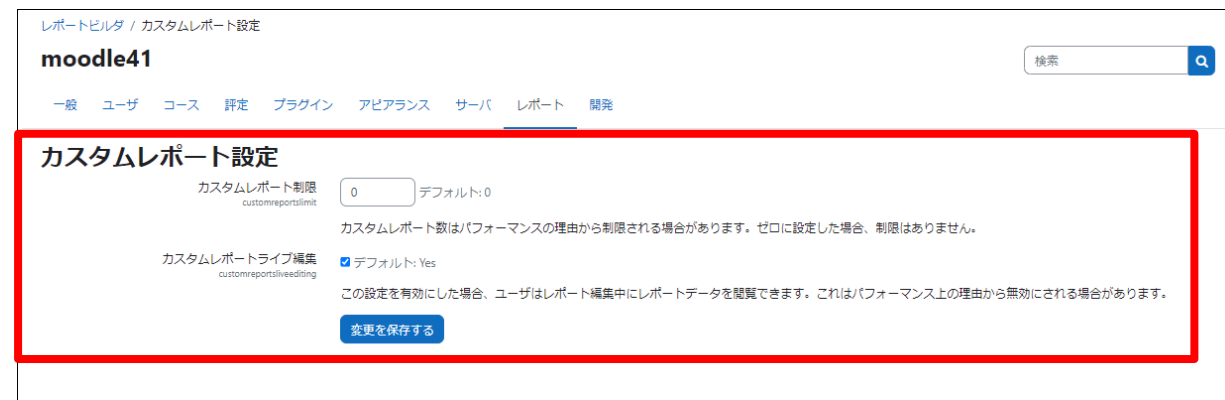 レポートビルダ / カスタムレポート設定
moodle41
検索
一般 ユーザ コース 評定 プラグイン アピアランス サーバ レポート 開発
カスタムレポート設定
カスタムレポート制限
customreportslimit
0 デフォルト: 0
カスタムレポート数はパフォーマンスの理由から制限される場合があります。ゼロに設定した場合、制限はありません。
カスタムレポートライブ編集
customreportsliveediting
デフォルト: Yes
この設定を有効にした場合、ユーザはレポート編集中にレポートデータを閲覧できます。これはパフォーマンス上の理由から無効にされる場合があります。
変更を保存する